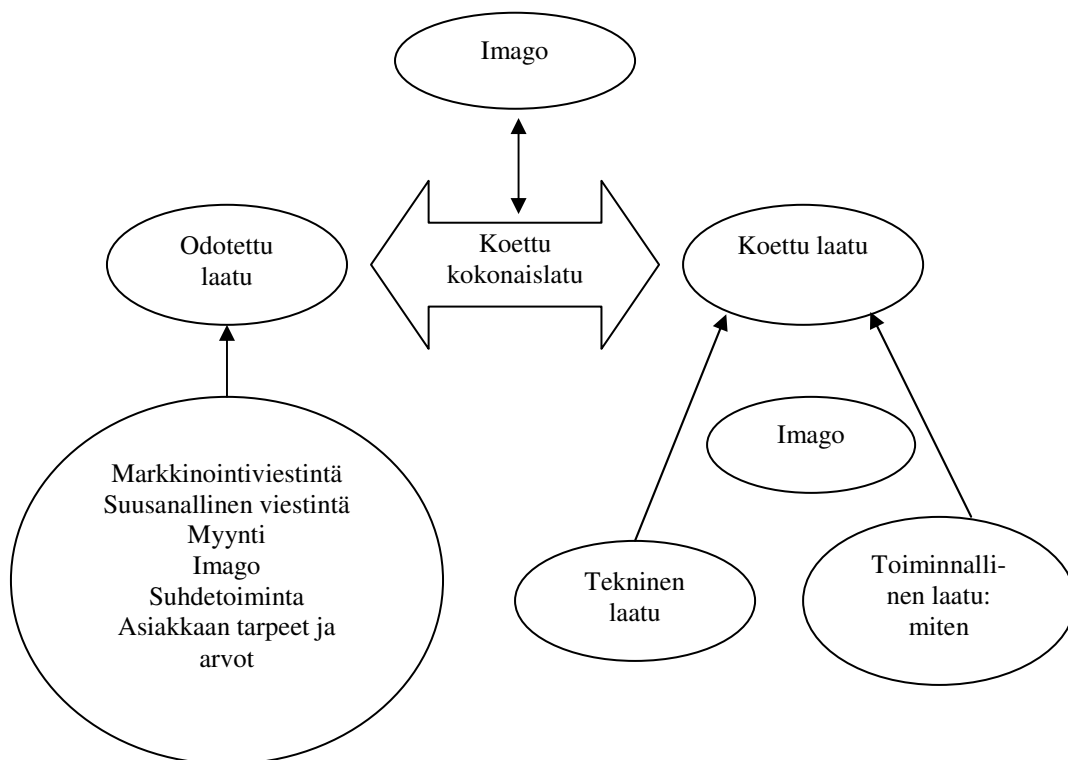 Imago
Odotettu
laatu
Koettu
kokonaislatu
Koettu laatu
Imago
Markkinointiviestintä
Suusanallinen viestintä
Myynti
Imago
Suhdetoiminta
Asiakkaan tarpeet ja
arvot
Tekninen
laatu
Toiminnalli-
nen laatu:
miten